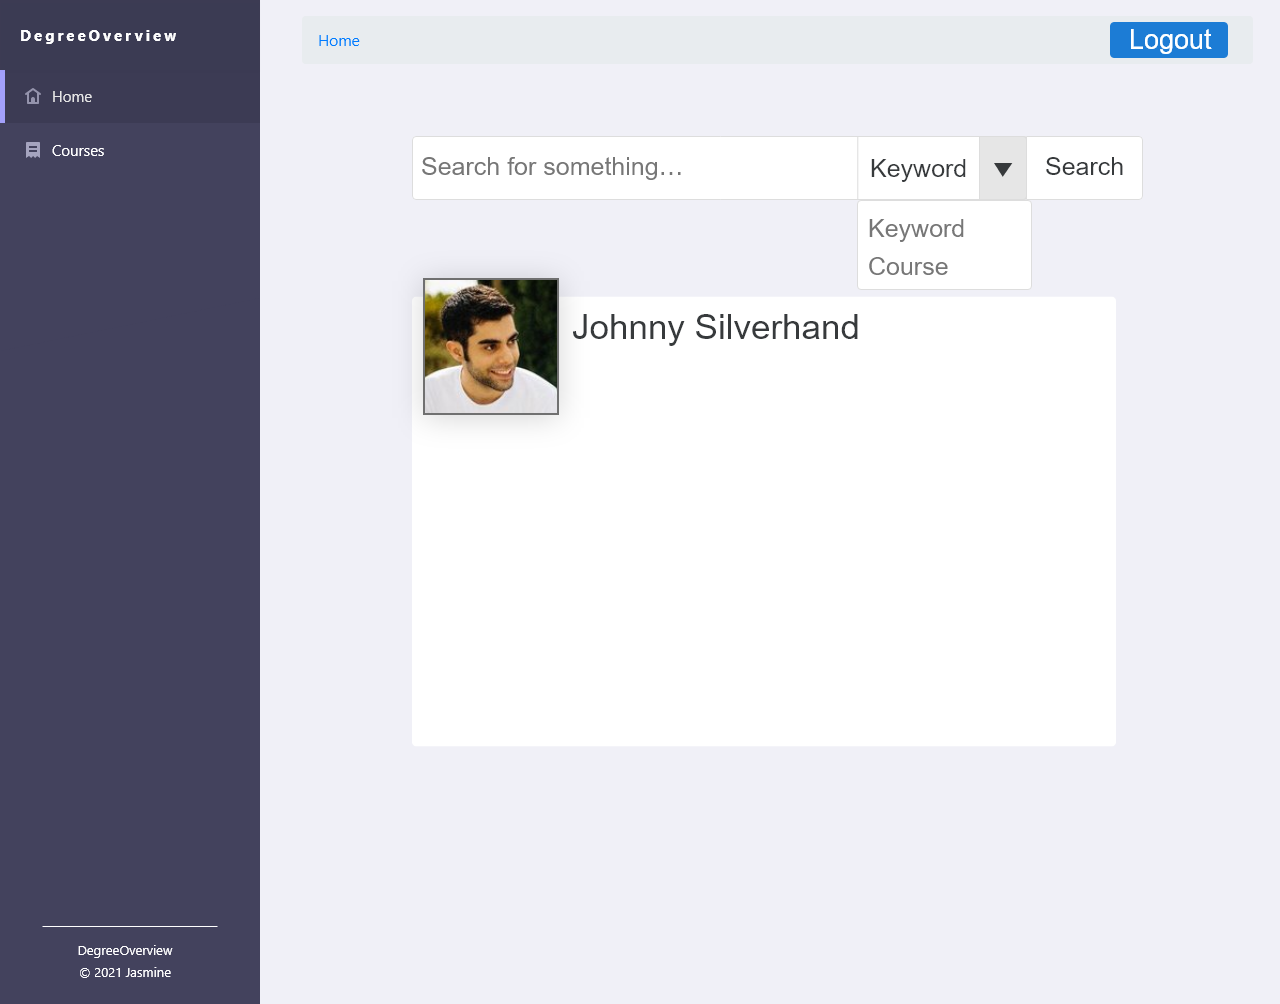 DegreeOverview
Home
Courses
Home
Logout
Search for something...
Keyword
Search
Keyword
Course
Johnny Silverhand
DegreeOverview
© 2021 Jasmine